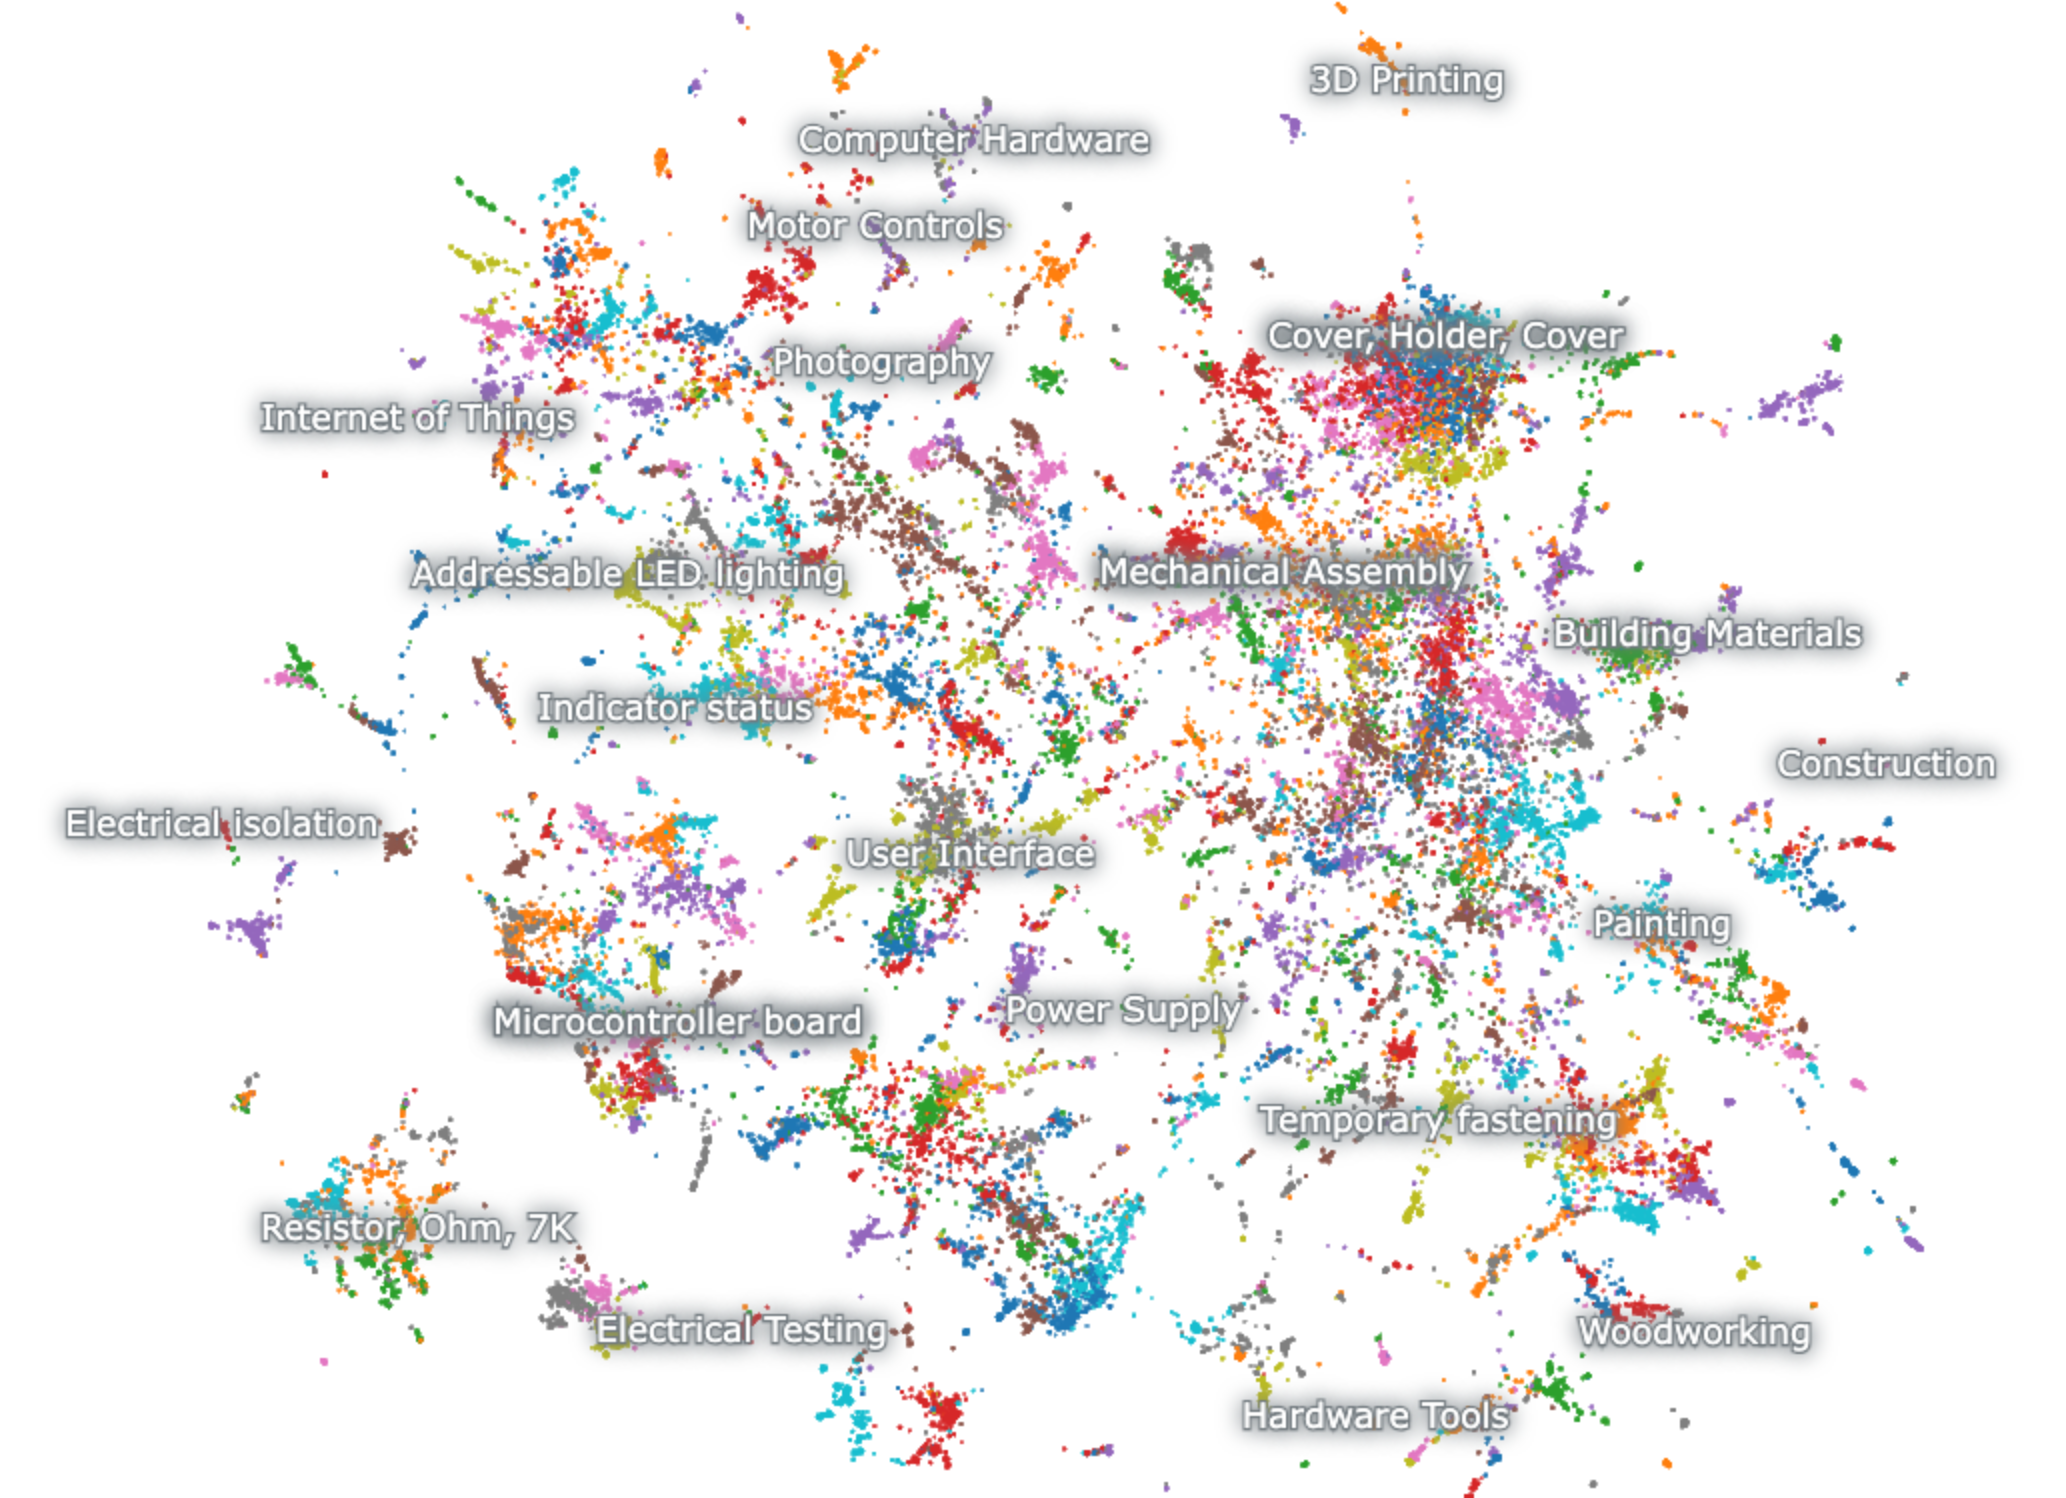 3D Printing
Computer Hardware
Motor Controls
Cover, Holder, Cover
Photography
Internet of Things
Addressable LED lighting
Mechanical Assembly
Building Materials
Indicator status
Construction
Electrical isolation
User Interface
Painting
Microcontroller board
Power Supply
Temporary fastening
Resistor, Ohm, 7K
Electrical Testing
Woodworking
Hardware Tools